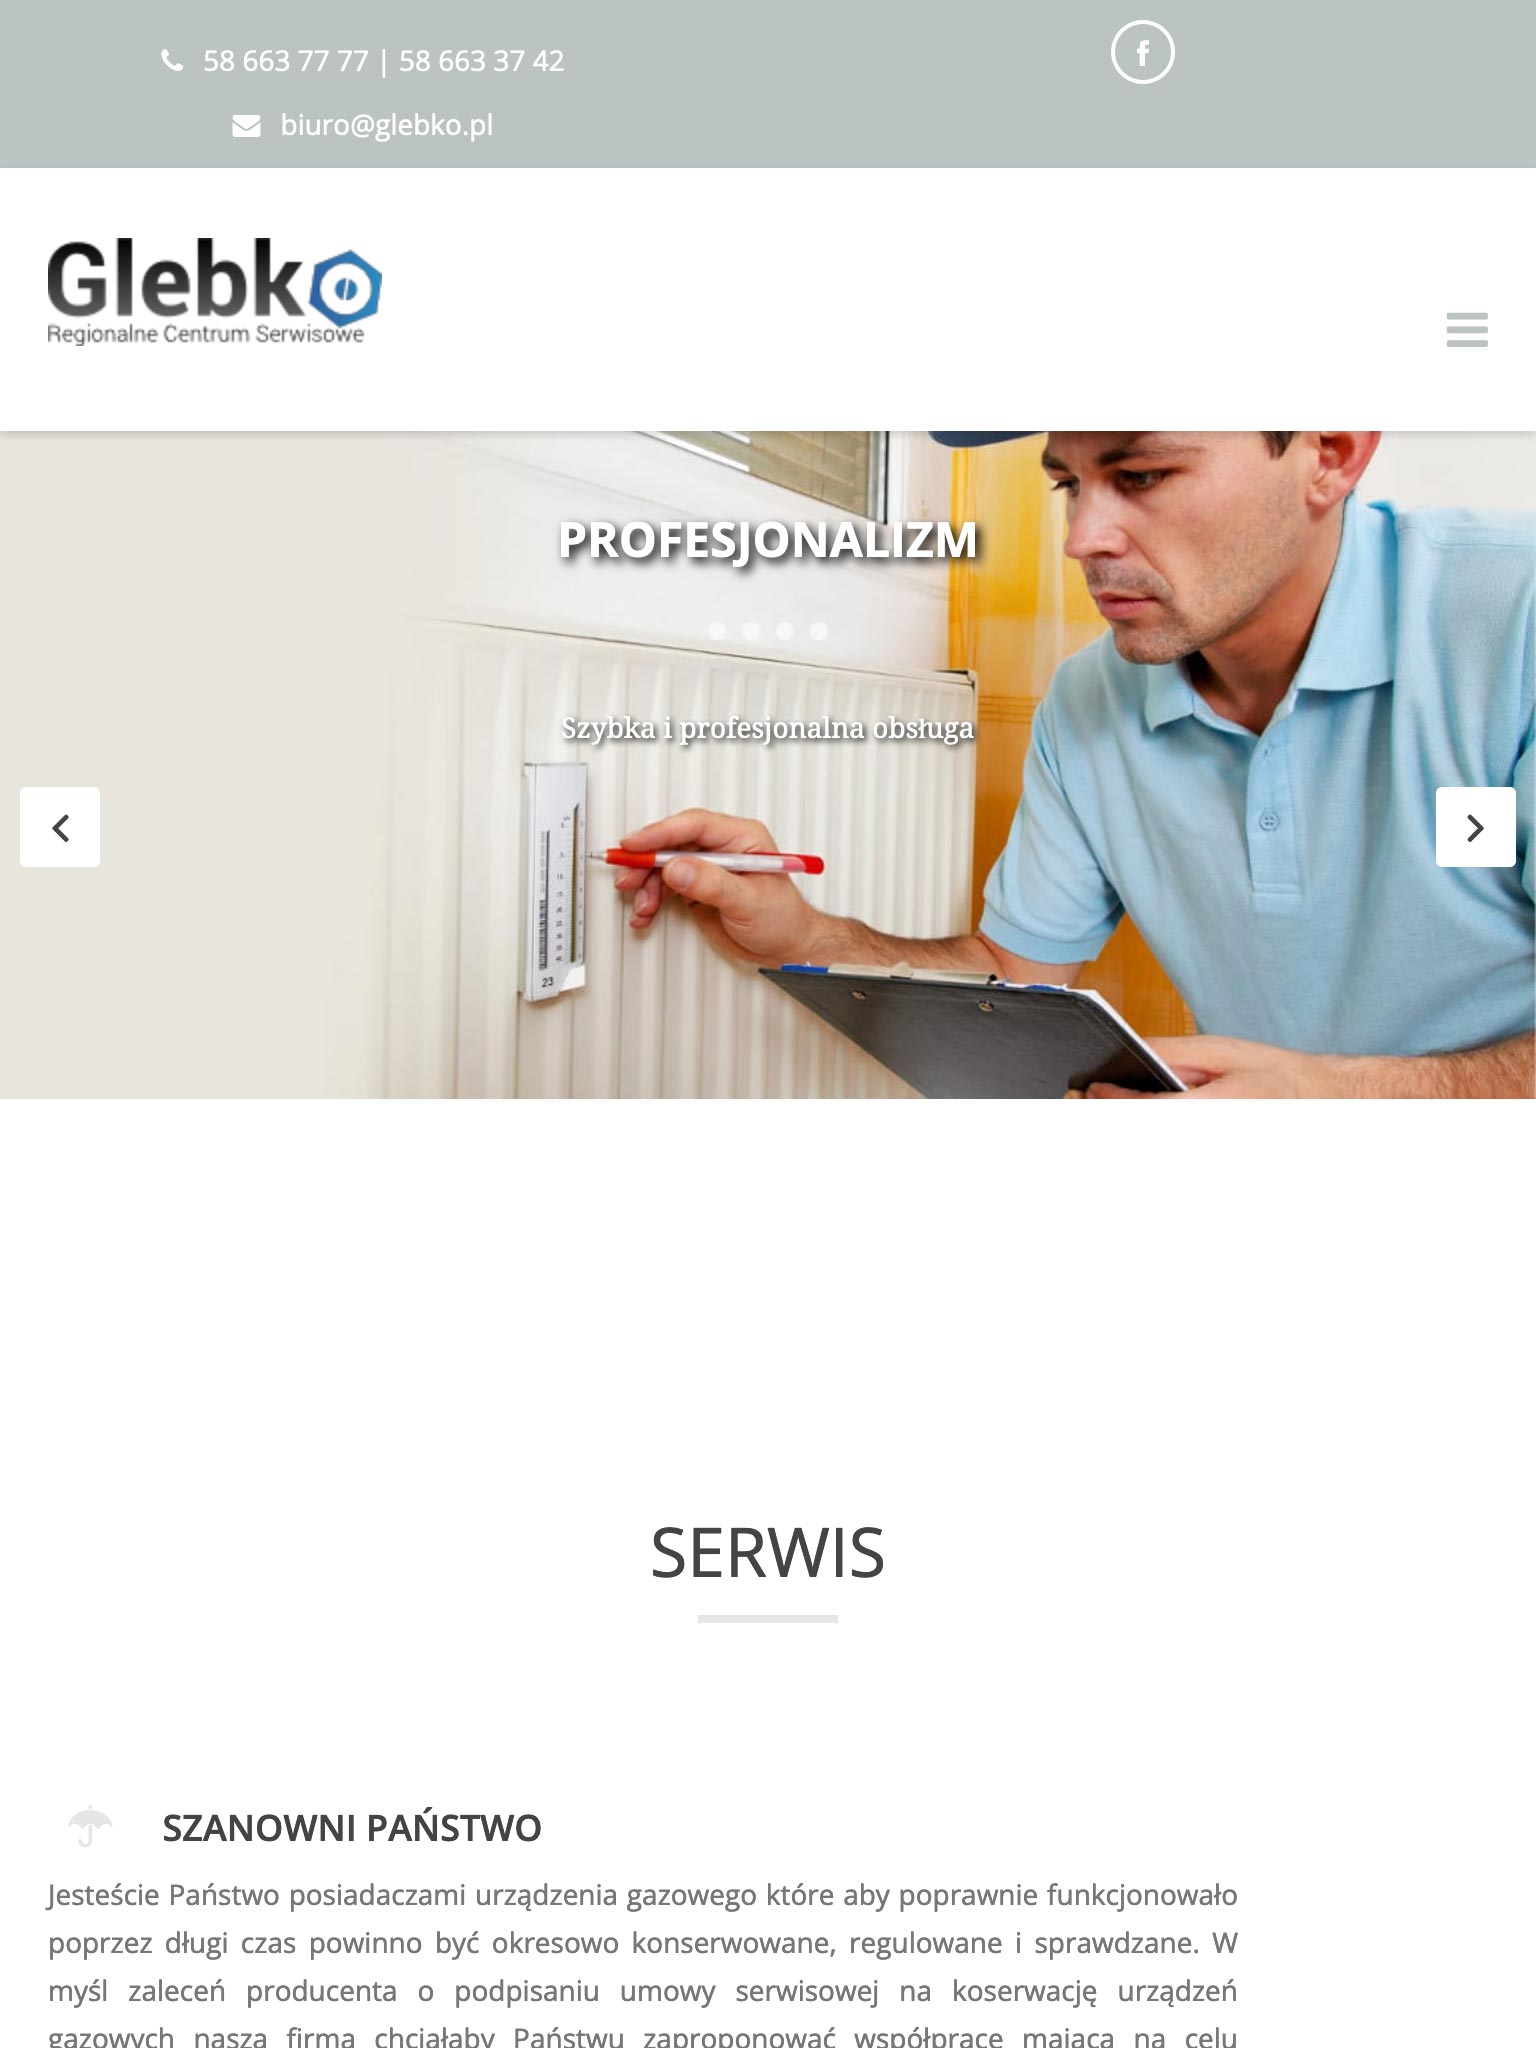 58 663 77 77 | 58 663 37 42
biuro@glebko.pl
Glebko
Regionalne Centrum Serwisowe
PROFESJONALIZM
Szybka i profesjonalna obsługa
23
SERWIS
SZANOWNI PAŃSTWO
Jesteście Państwo posiadaczami urządzenia gazowego które aby poprawnie funkcjonowało
poprzez długi czas powinno być okresowo konserwowane, regulowane i sprawdzane. W
myśl zaleceń producenta o podpisaniu umowy serwisowej na koserwację urządzeń
gazowych nasza firma chciałaby Państwu zaproponować współpracę mającą na celu